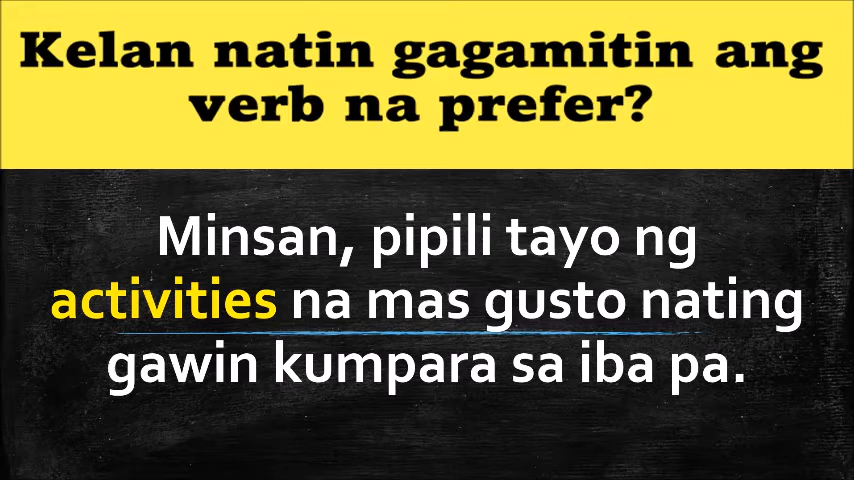 Kelan natin gagamitin ang
verb na prefer?
Minsan, pipili tayo ng
activities na mas gusto nating
gawin kumpara sa iba pa.